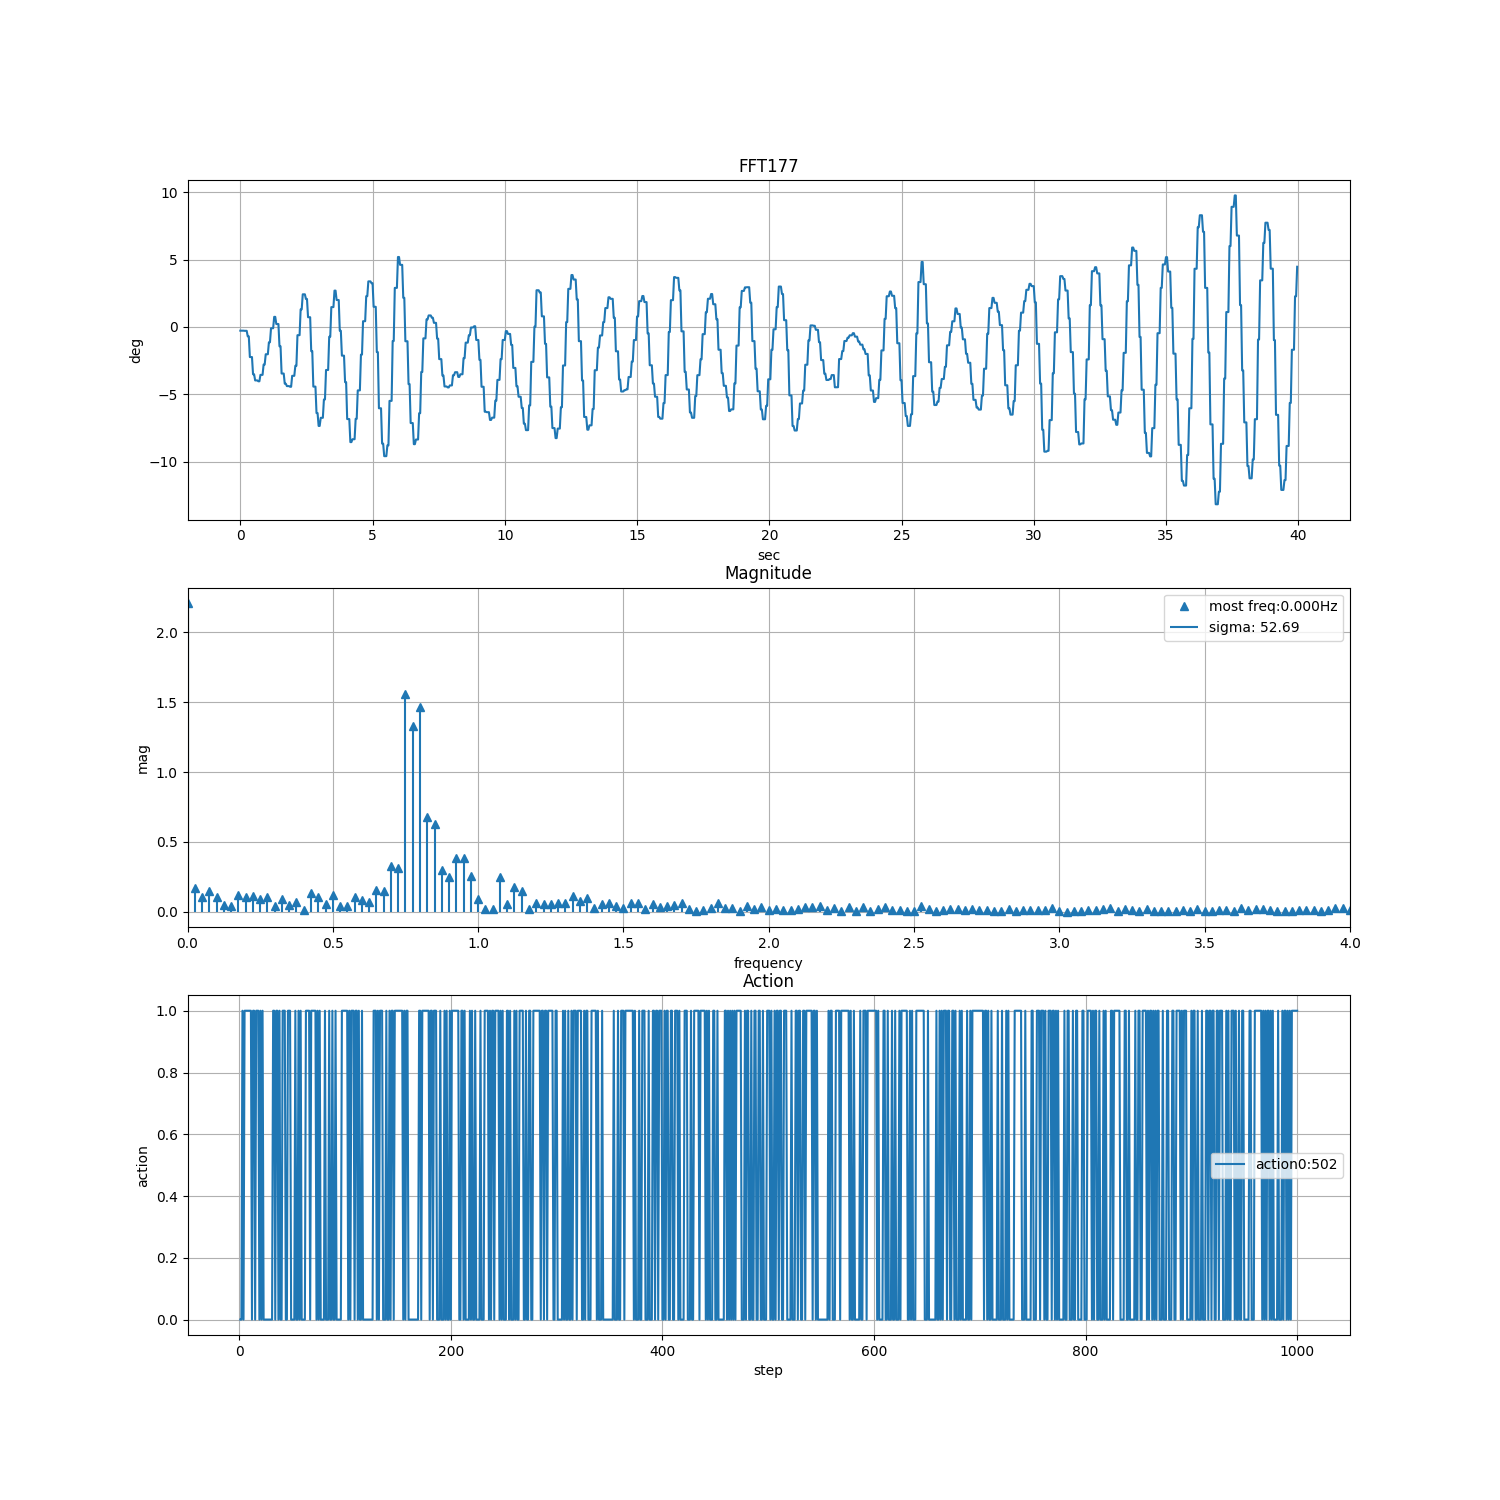 FFT177
10
5
0
−5
−10
deg
0 5 10 15 20 25 30 35 40
sec
Magnitude
most freq:0.000Hz
sigma: 52.69
2.0
1.5
1.0
0.5
0.0
mag
0.0 0.5 1.0 1.5 2.0 2.5 3.0 3.5 4.0
frequency
Action
1.0
0.8
0.6
0.4
0.2
0.0
action
action0:502
0 200 400 600 800 1000
step